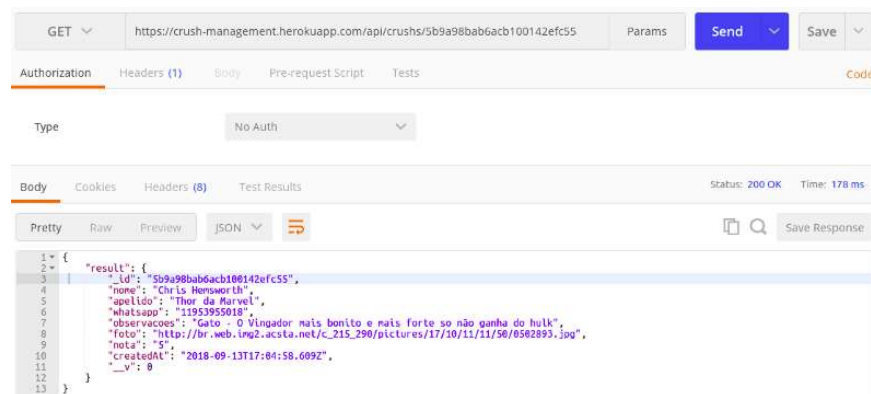 GET https://crush-management.herokuapp.com/api/crushs/5b9a98bab6acb100142efc55 Params Send Save
Authorization Headers (1) Body Pre-request Script Tests Code
Type No Auth
Body Cookies Headers (8) Test Results Status: 200 OK Time: 178 ms
Pretty Raw Preview JSON Save Response
1 {
2 "result": {
3 "_id": "5b9a98bab6acb100142efc55",
4 "nome": "Chris Hemsworth",
5 "apelido": "Thor da Marvel",
6 "whatsapp": "11953955018",
7 "observacoes": "Gato - O Vingador mais bonito e mais forte so não ganha do hulk",
8 "foto": "http://br.web.img2.acsta.net/c_215_290/pictures/17/10/11/11/50/0502893.jpg",
9 "nota": "5",
10 "createdAt": "2018-09-13T17:04:58.609Z",
11 "__v": 0
12 }
13 }